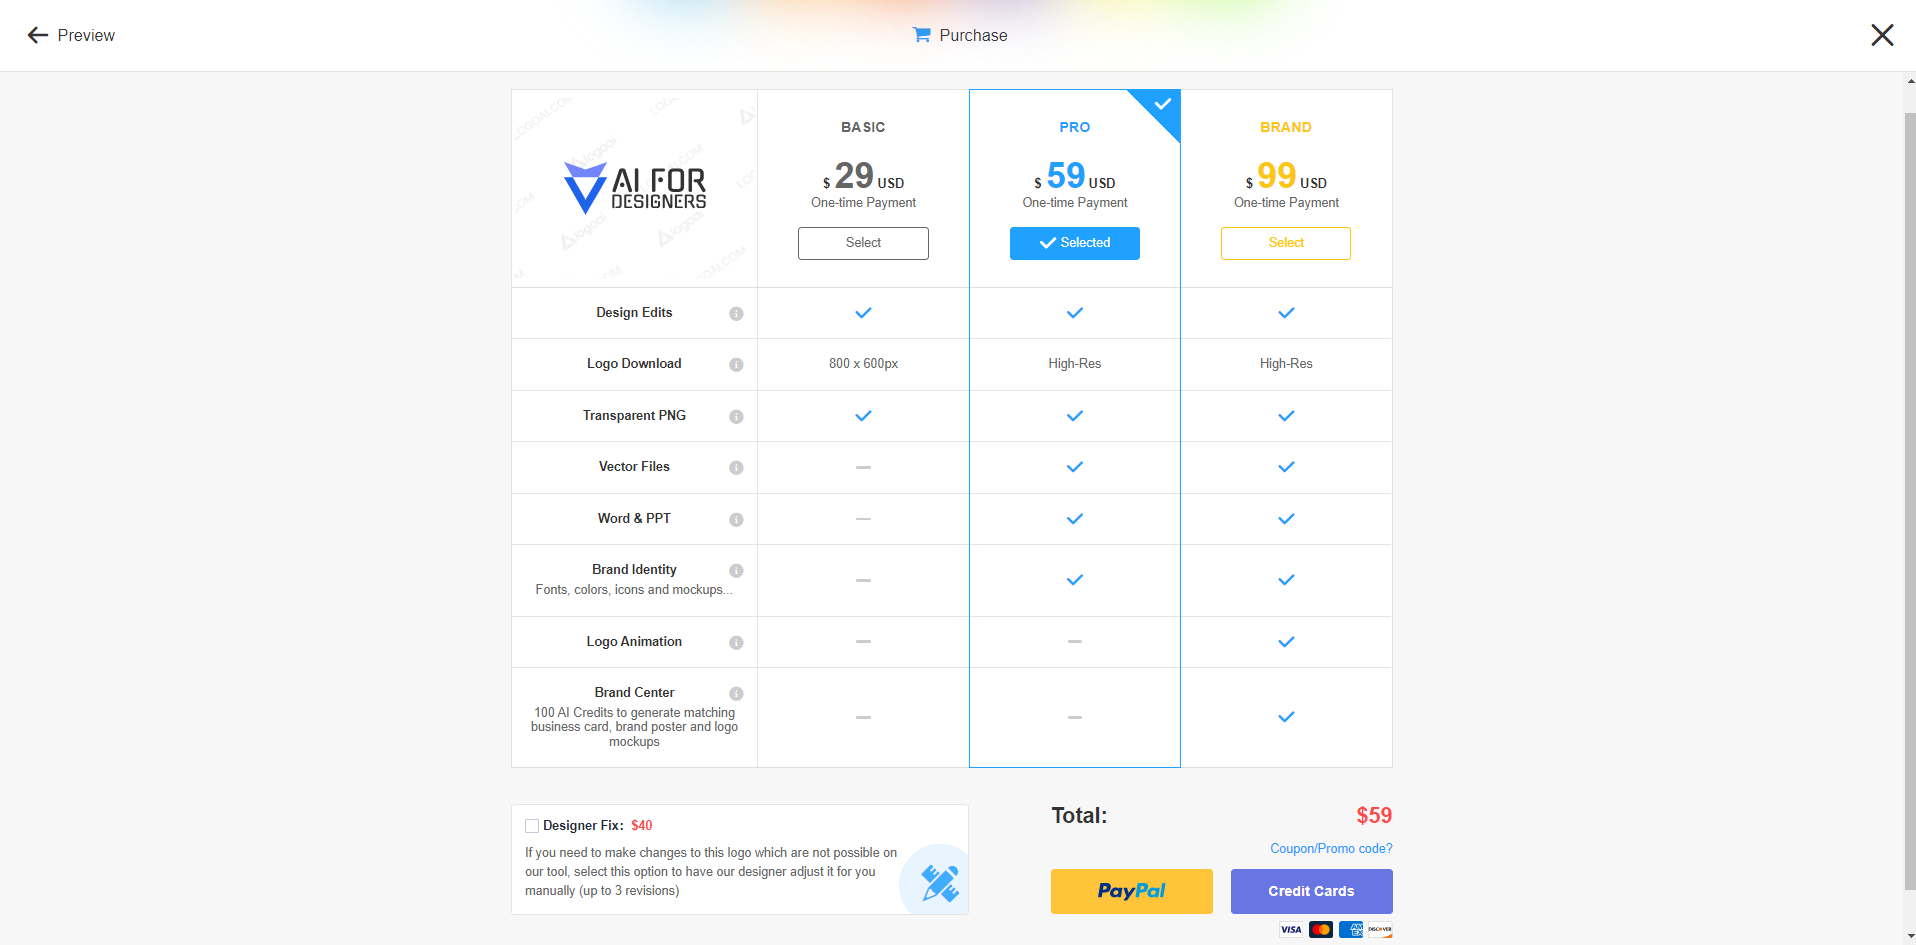 Preview
Purchase
LOGOAI.COM
logoai
AI FOR
DESIGNERS
BASIC
$ 29 USD
One-time Payment
Select
PRO
$ 59 USD
One-time Payment
Selected
BRAND
$ 99 USD
One-time Payment
Select
Design Edits
Logo Download
800 x 600px
High-Res
High-Res
Transparent PNG
Vector Files
Word & PPT
Brand Identity
Fonts, colors, icons and mockups...
Logo Animation
Brand Center
100 AI Credits to generate matching
business card, brand poster and logo
mockups
Designer Fix: $40
If you need to make changes to this logo which are not possible on
our tool, select this option to have our designer adjust it for you
manually (up to 3 revisions)
Total: $59
Coupon/Promo code?
PayPal
Credit Cards
VISA
AMEX
DISCOVER